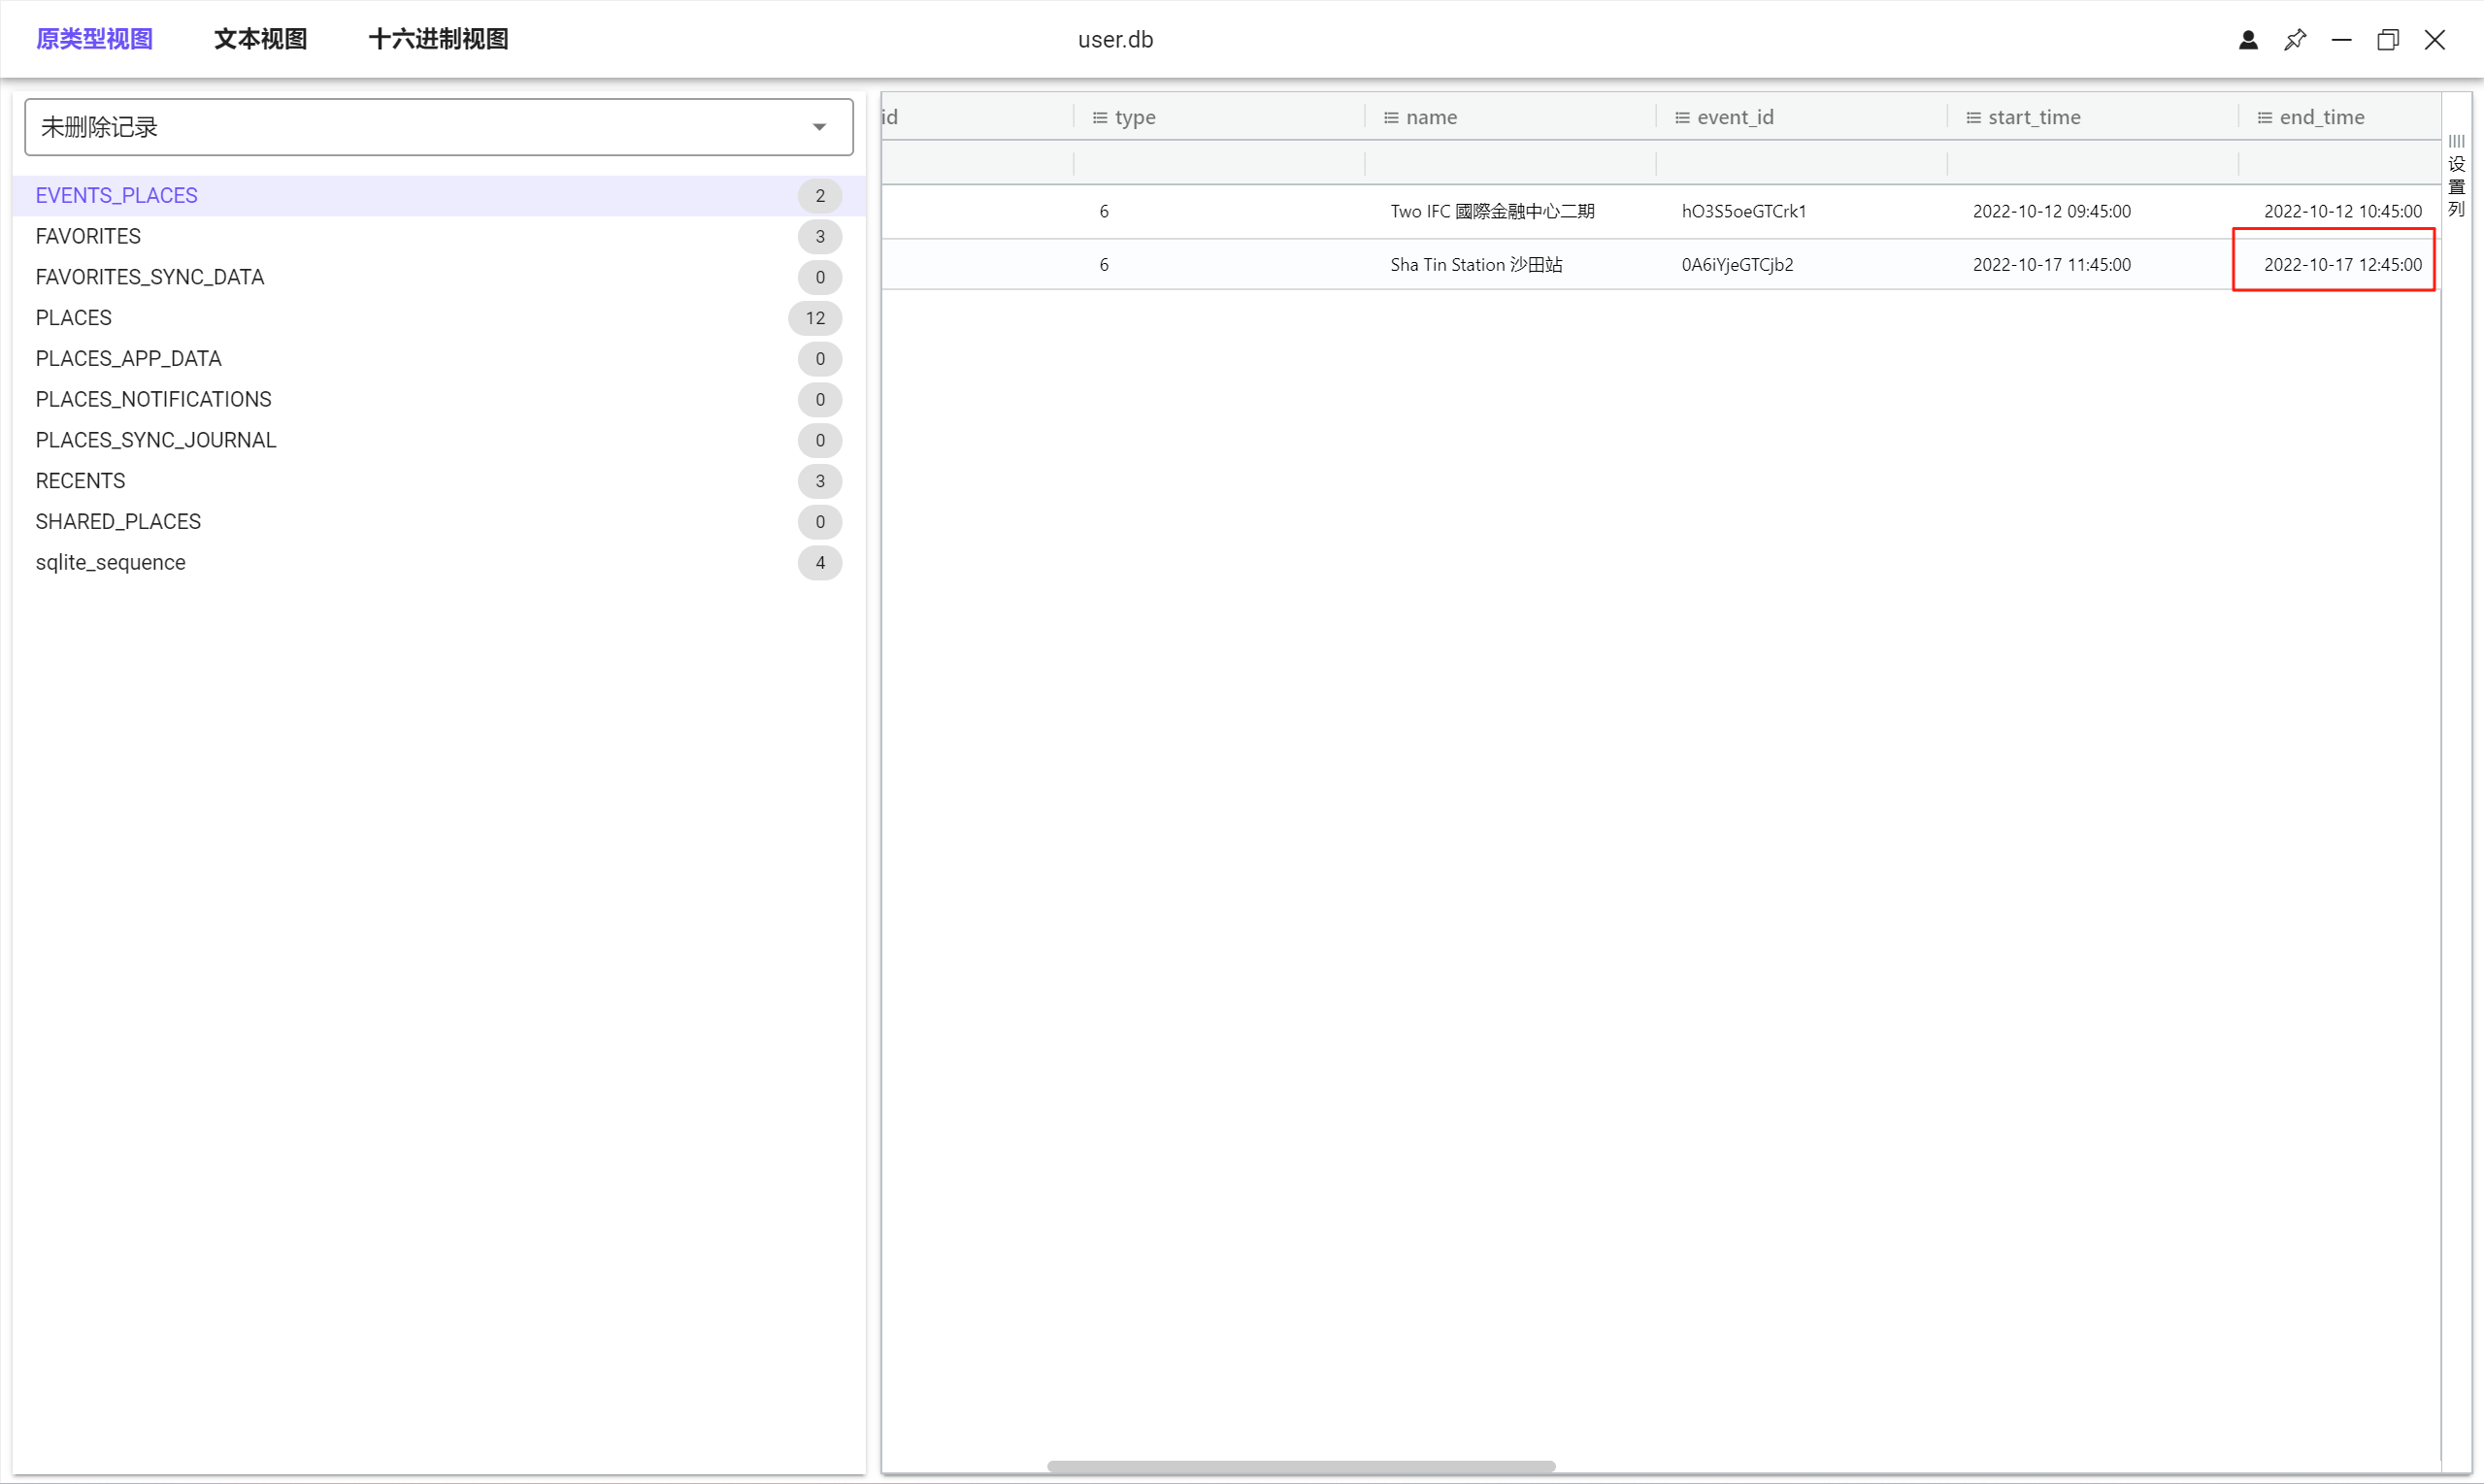 原类型视图 文本视图 十六进制视图 user.db
未删除记录
EVENTS_PLACES 2
FAVORITES 3
FAVORITES_SYNC_DATA 0
PLACES 12
PLACES_APP_DATA 0
PLACES_NOTIFICATIONS 0
PLACES_SYNC_JOURNAL 0
RECENTS 3
SHARED_PLACES 0
sqlite_sequence 4
id type name event_id start_time end_time
6 Two IFC 國際金融中心二期 hO3S5oeGTCrk1 2022-10-12 09:45:00 2022-10-12 10:45:00
6 Sha Tin Station 沙田站 0A6iYjeGTCjb2 2022-10-17 11:45:00 2022-10-17 12:45:00
设置列